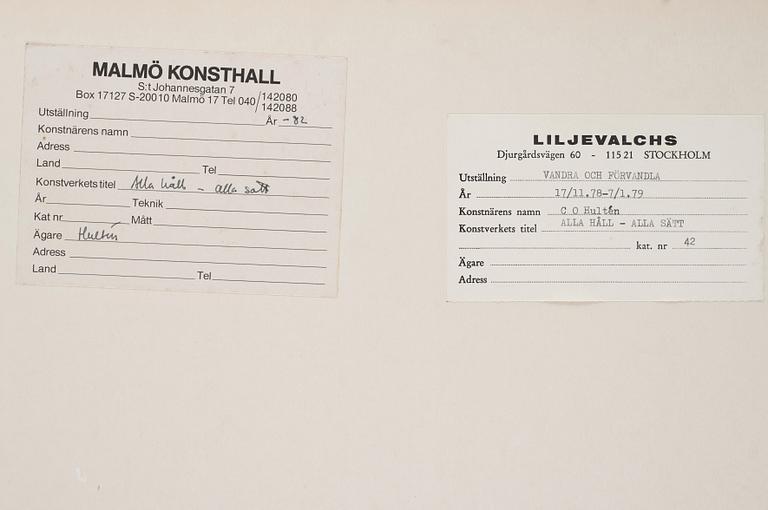 MALMÖ KONSTHALL
S:t Johannesgatan 7
Box 17127 S-200 10 Malmö 17 Tel 040/142080
142088
Utställning År -82
Konstnärens namn
Adress
Land Tel
Konstverkets titel Alla håll - alla sätt
År Teknik
Kat nr Mått
Ägare Hultén
Adress
Land Tel
LILJEVALCHS
Djurgårdsvägen 60 - 115 21 STOCKHOLM
Utställning VANDRA OCH FÖRVANDLA
År 17/11.78-7/1.79
Konstnärens namn C O Hultén
Konstverkets titel ALLA HÅLL - ALLA SÄTT
kat. nr 42
Ägare
Adress